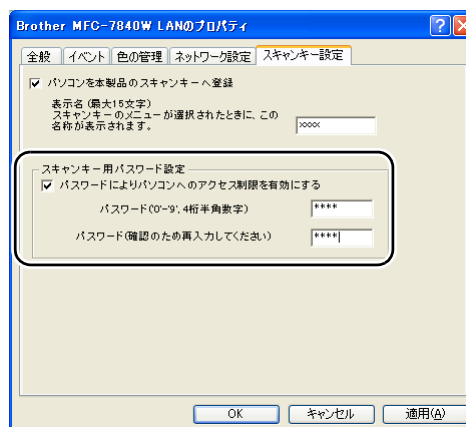 Brother MFC-7840W LANのプロパティ
全般 イベント 色の管理 ネットワーク設定 スキャンキー設定
パソコンを本製品のスキャンキーへ登録
表示名(最大15文字)
スキャンキーのメニューが選択されたときに、この
名称が表示されます。
xxxx
スキャンキー用パスワード設定
パスワードによりパソコンへのアクセス制限を有効にする
パスワード('0'-'9', 4桁半角数字) ****
パスワード(確認のため再入力してください) ****
OK キャンセル 適用(A)